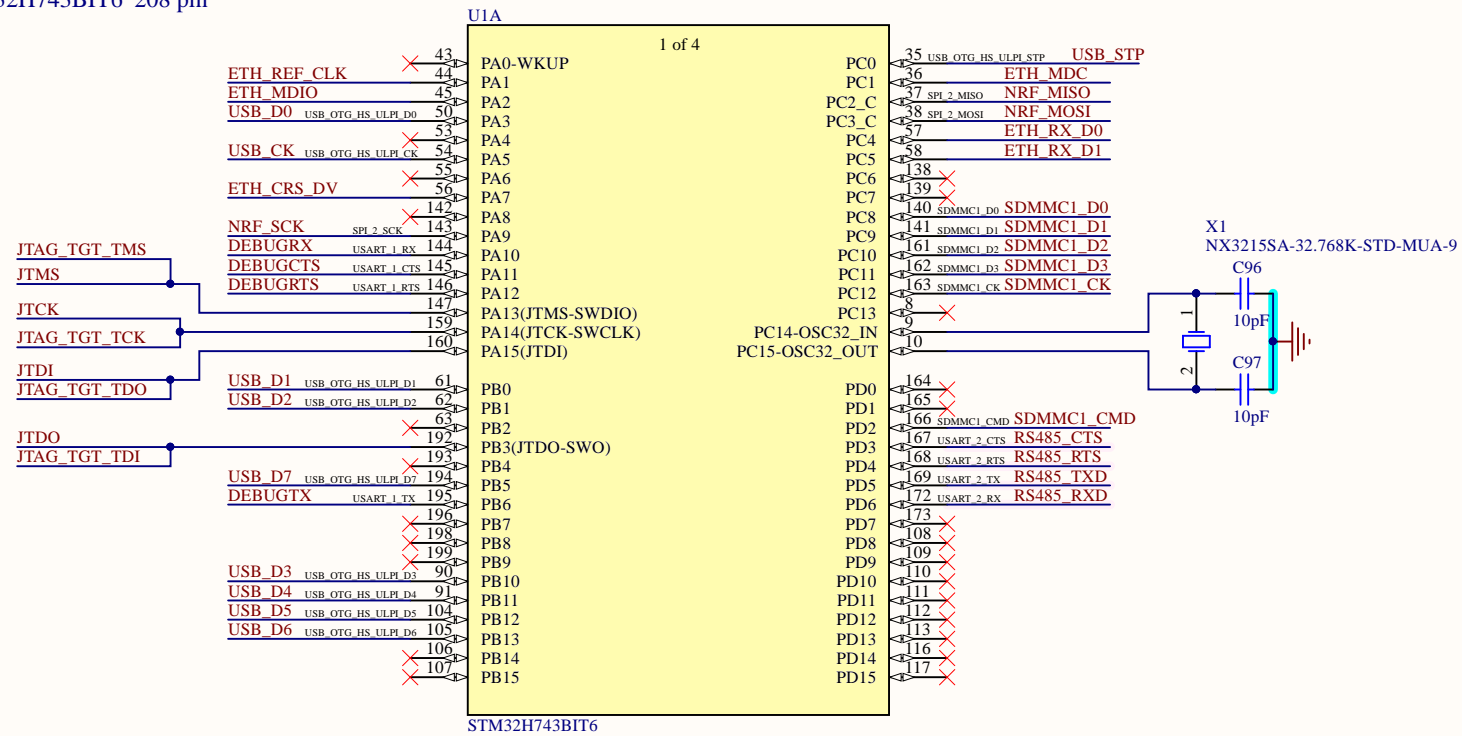 U1A
1 of 4
43 PA0-WKUP
ETH_REF_CLK 44 PA1
ETH_MDIO 45 PA2
USB_D0 USB_OTG_HS_ULPI_D0 50 PA3
53 PA4
USB_CK USB_OTG_HS_ULPI_CK 54 PA5
55 PA6
ETH_CRS_DV 56 PA7
142 PA8
NRF_SCK SPI_2_SCK 143 PA9
DEBUGRX USART_1_RX 144 PA10
DEBUGCTS USART_1_CTS 145 PA11
DEBUGRTS USART_1_RTS 146 PA12
JTAG_TGT_TMS
JTMS
147 PA13(JTMS-SWDIO)
JTCK
JTAG_TGT_TCK
159 PA14(JTCK-SWCLK)
160 PA15(JTDI)
JTDI
JTAG_TGT_TDO
USB_D1 USB_OTG_HS_ULPI_D1 61 PB0
USB_D2 USB_OTG_HS_ULPI_D2 62 PB1
63 PB2
JTDO
JTAG_TGT_TDI
192 PB3(JTDO-SWO)
193 PB4
USB_D7 USB_OTG_HS_ULPI_D7 194 PB5
DEBUGTX USART_1_TX 195 PB6
196 PB7
198 PB8
199 PB9
USB_D3 USB_OTG_HS_ULPI_D3 90 PB10
USB_D4 USB_OTG_HS_ULPI_D4 91 PB11
USB_D5 USB_OTG_HS_ULPI_D5 104 PB12
USB_D6 USB_OTG_HS_ULPI_D6 105 PB13
106 PB14
107 PB15
PC0 35 USB_OTG_HS_ULPI_STP USB_STP
PC1 36 ETH_MDC
PC2_C 37 SPI_2_MISO NRF_MISO
PC3_C 38 SPI_2_MOSI NRF_MOSI
PC4 57 ETH_RX_D0
PC5 58 ETH_RX_D1
PC6 138
PC7 139
PC8 140 SDMMC1_D0 SDMMC1_D0
PC9 141 SDMMC1_D1 SDMMC1_D1
PC10 161 SDMMC1_D2 SDMMC1_D2
PC11 162 SDMMC1_D3 SDMMC1_D3
PC12 163 SDMMC1_CK SDMMC1_CK
PC13 8
PC14-OSC32_IN 9
PC15-OSC32_OUT 10
PD0 164
PD1 165
PD2 166 SDMMC1_CMD SDMMC1_CMD
PD3 167 USART_2_CTS RS485_CTS
PD4 168 USART_2_RTS RS485_RTS
PD5 169 USART_2_TX RS485_TXD
PD6 172 USART_2_RX RS485_RXD
PD7 173
PD8 108
PD9 109
PD10 110
PD11 111
PD12 112
PD13 113
PD14 116
PD15 117
STM32H743BIT6
X1
NX3215SA-32.768K-STD-MUA-9
C96
10pF
1
2
C97
10pF